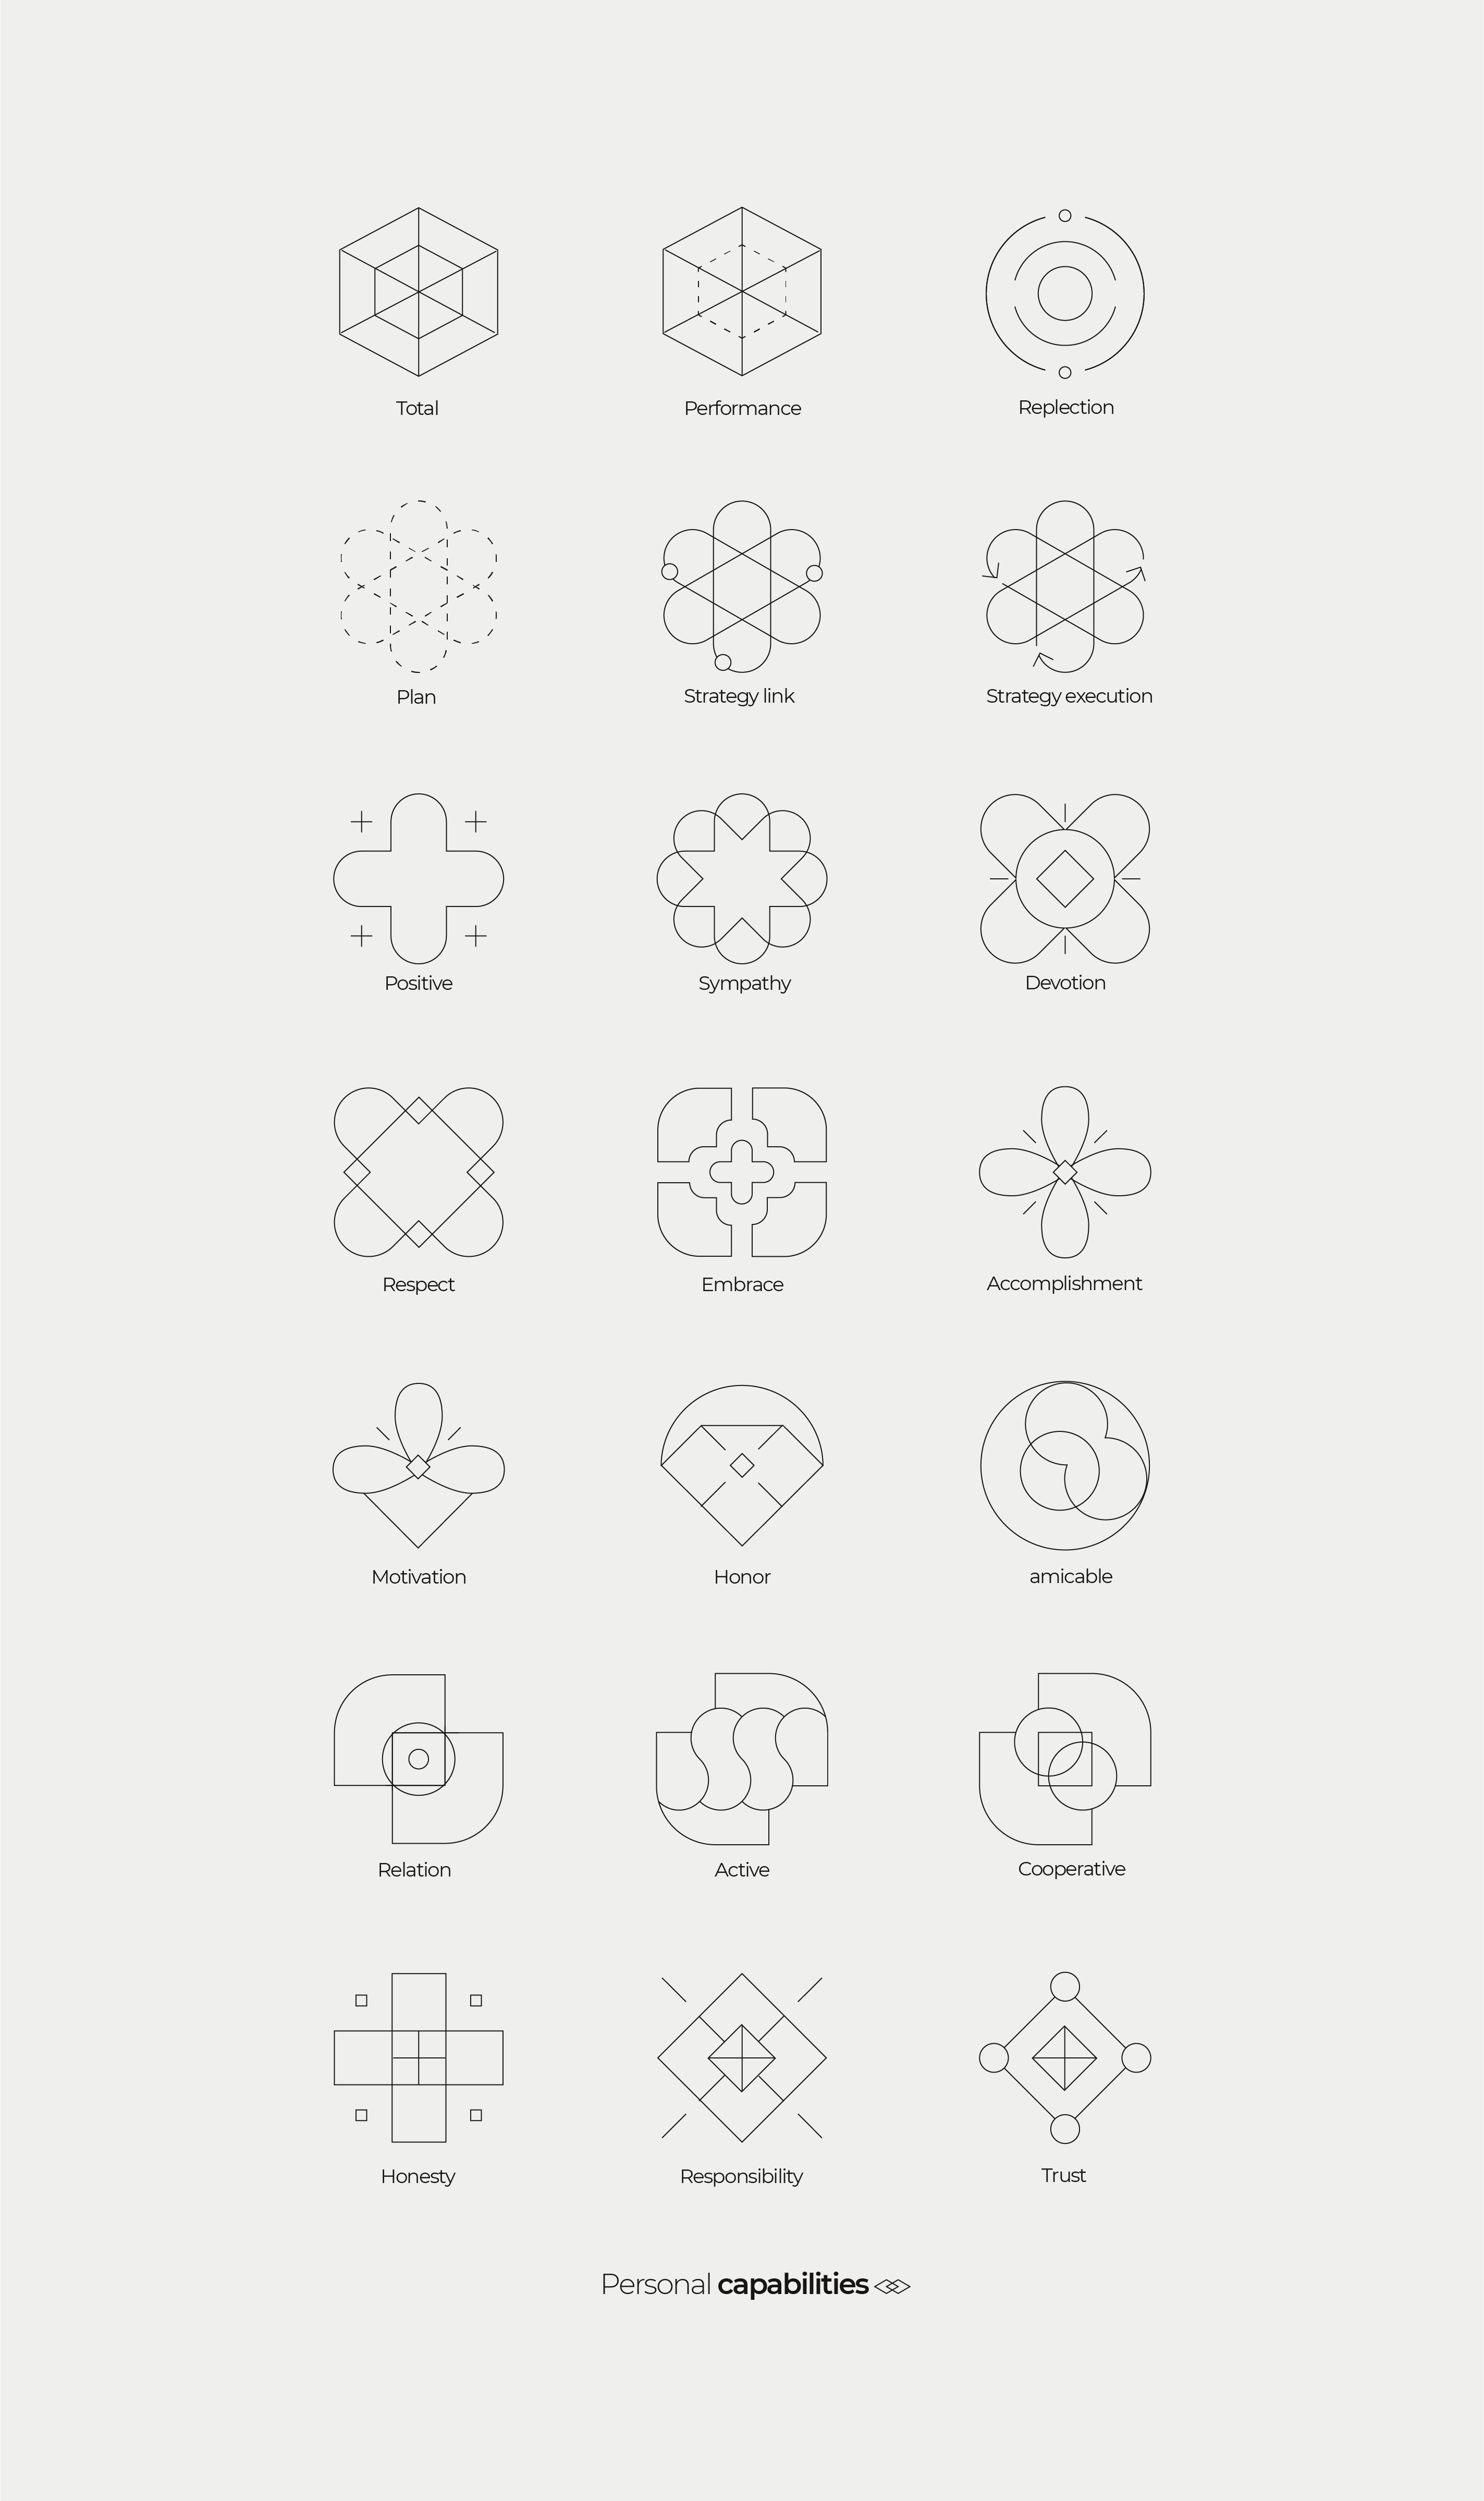 Total
Performance
Replection
Plan
Strategy link
Strategy execution
Positive
Sympathy
Devotion
Respect
Embrace
Accomplishment
Motivation
Honor
amicable
Relation
Active
Cooperative
Honesty
Responsibility
Trust
Personal capabilities